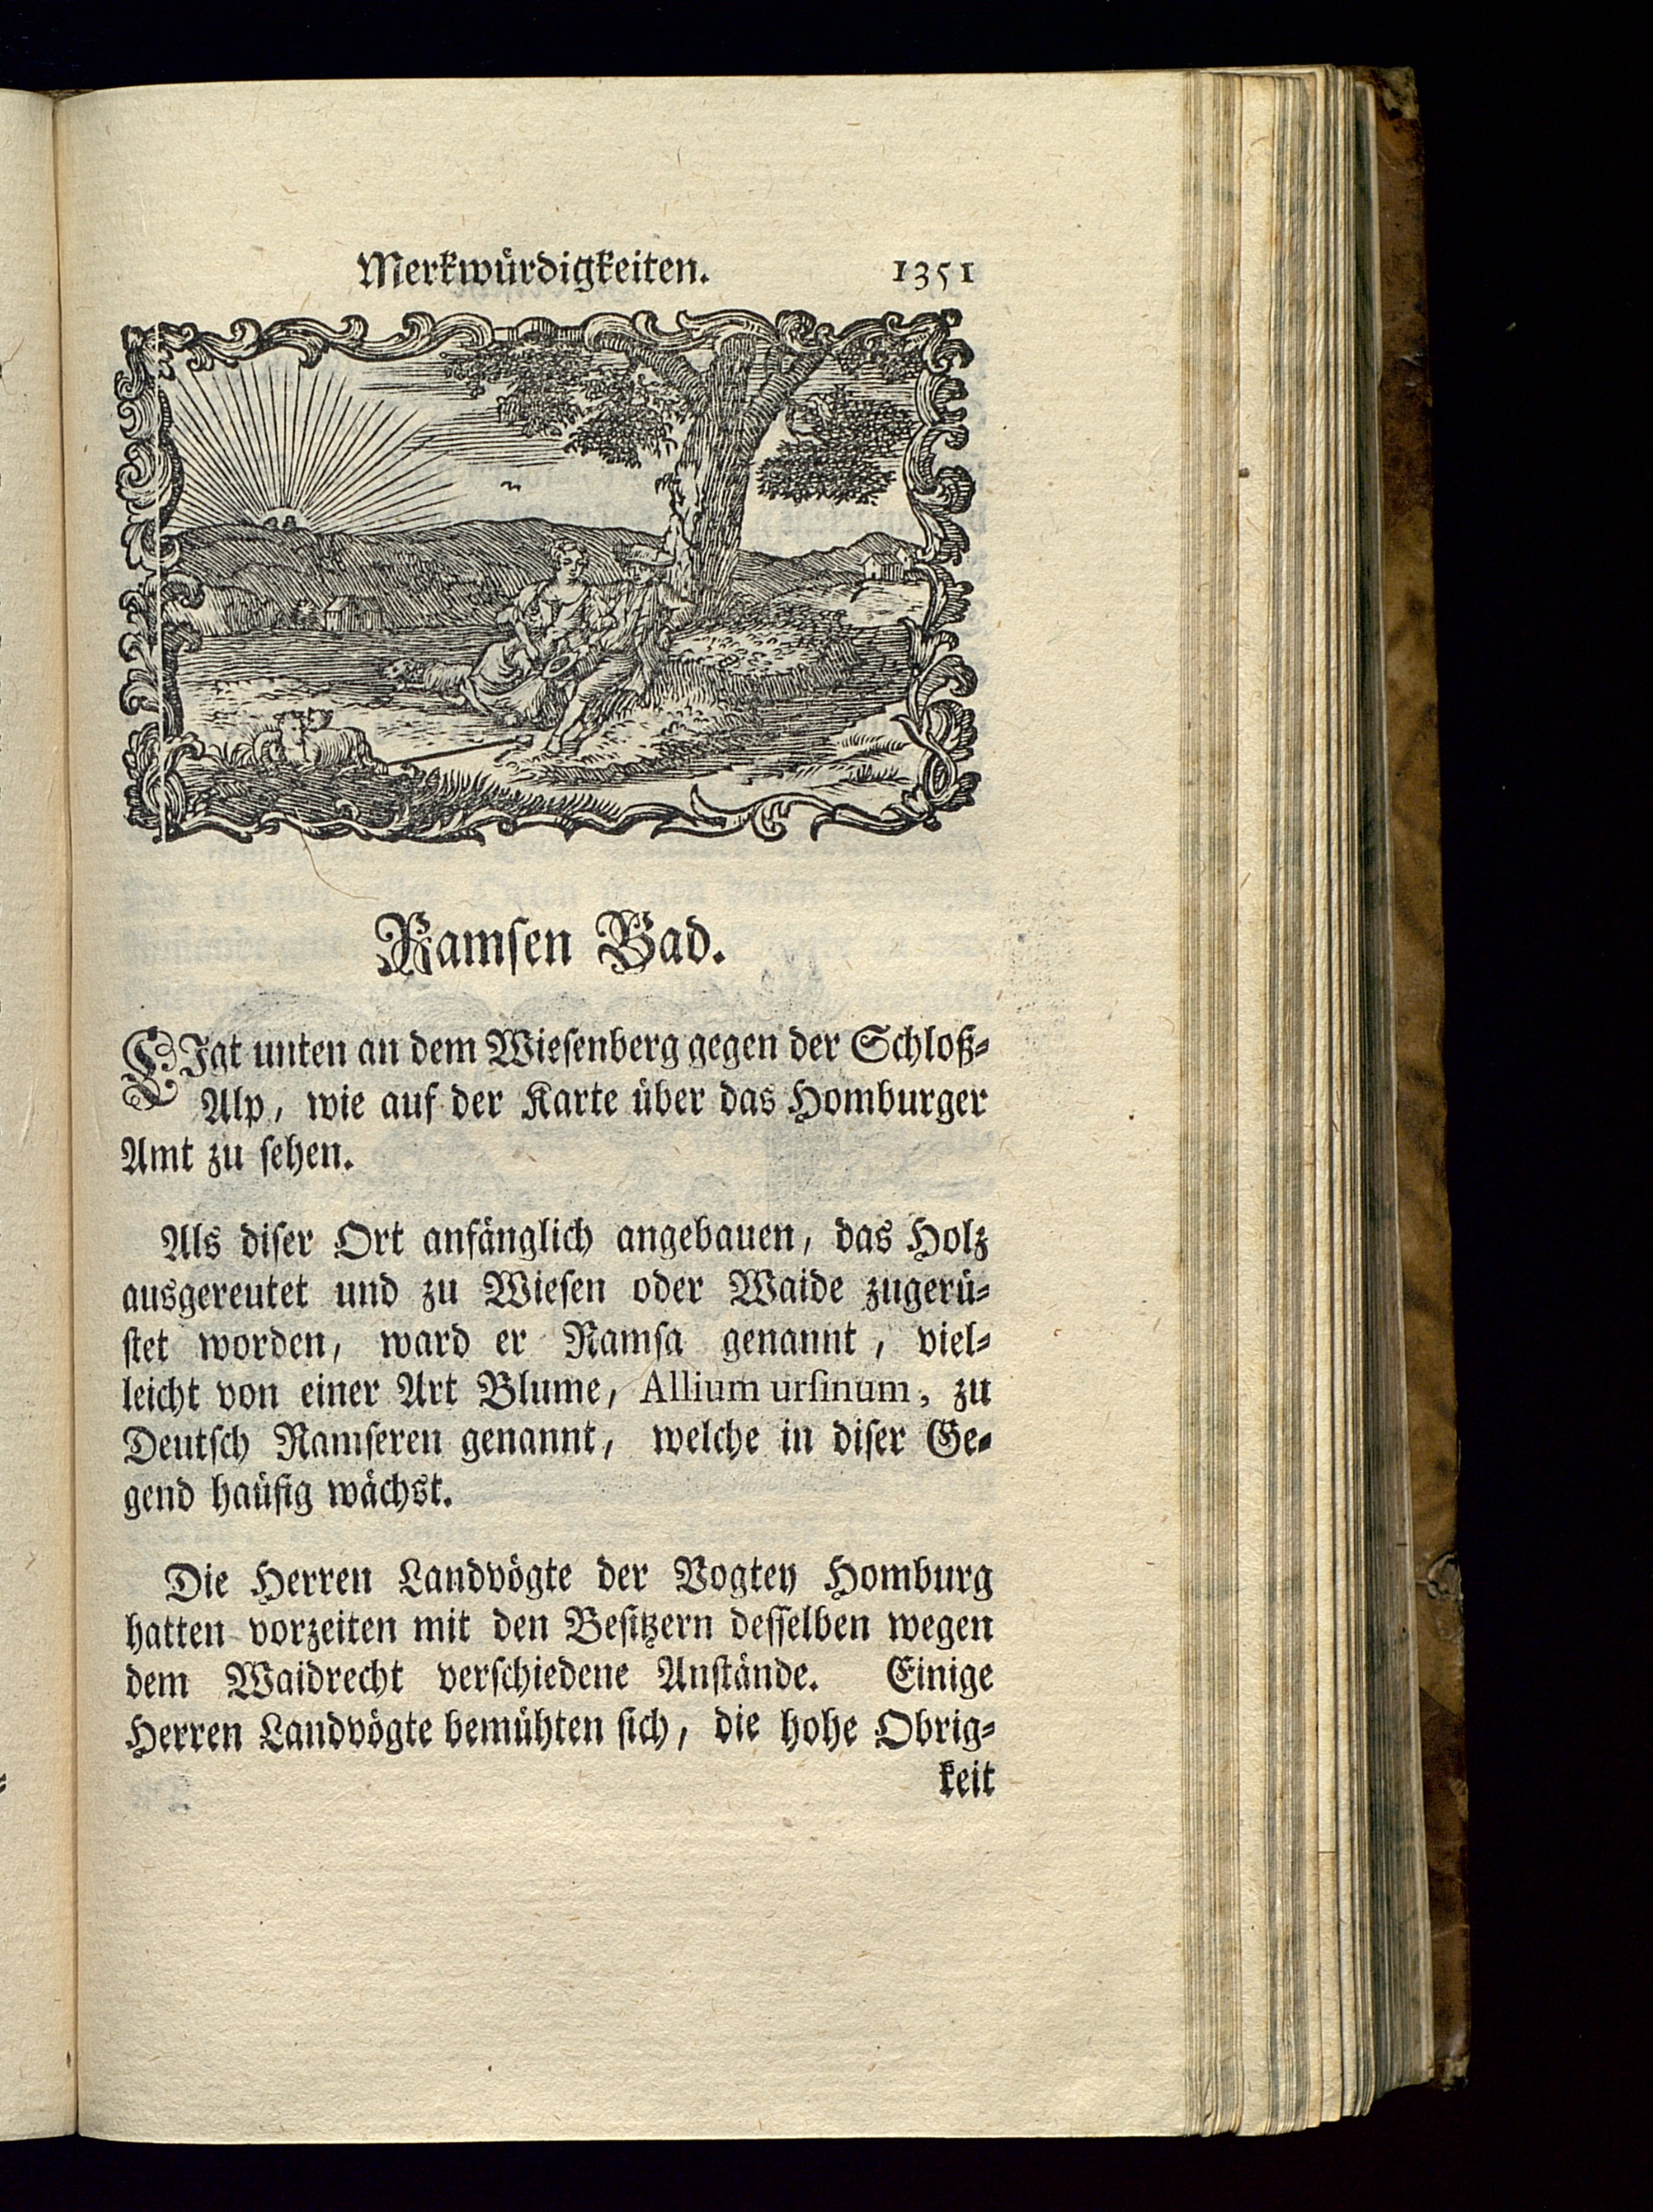 Merkwürdigkeiten. 1351
Ramsen Bad.
LIgt unten an dem Wiesenberg gegen der Schloß-
Alp, wie auf der Karte über das Homburger
Amt zu sehen.
Als diser Ort anfänglich angebauen, das Holz
ausgereutet und zu Wiesen oder Waide zugerü-
stet worden, ward er Ramsa genannt, viel-
leicht von einer Art Blume, Allium ursinum, zu
Deutsch Ramseren genannt, welche in diser Ge-
gend haüfig wächst.
Die Herren Landvögte der Vogtey Homburg
hatten vorzeiten mit den Besitzern desselben wegen
dem Waidrecht verschiedene Anstände. Einige
Herren Landvögte bemühten sich, die hohe Obrig-
keit